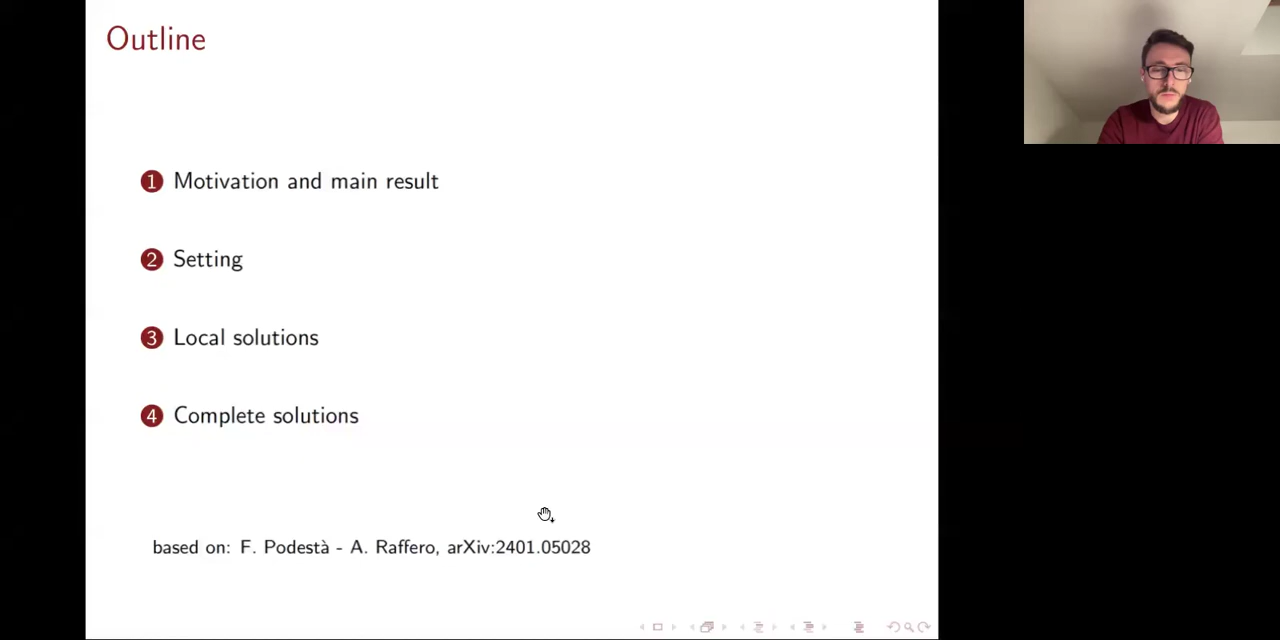 Outline
1 Motivation and main result
2 Setting
3 Local solutions
4 Complete solutions
based on: F. Podestà - A. Raffero, arXiv:2401.05028